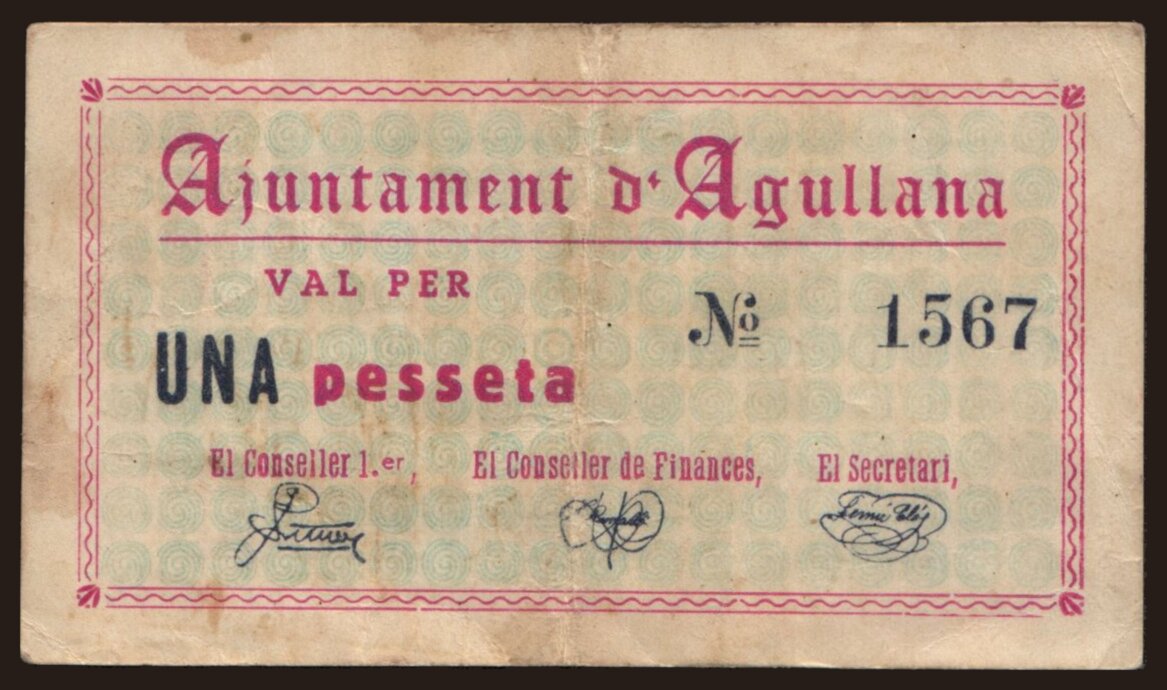 Ajuntament d'Agullana
VAL PER
Nº 1567
UNA pesseta
El Conseller 1.er, El Conseller de Finances, El Secretari,